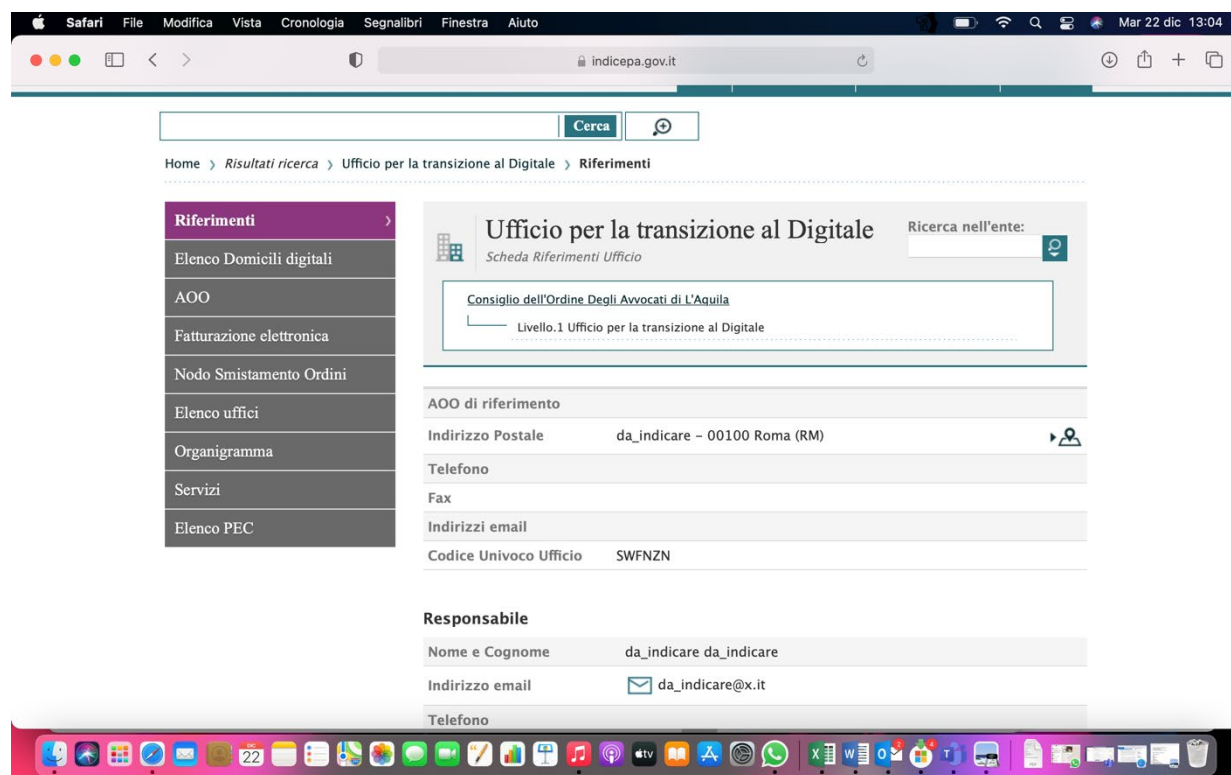 Safari File Modifica Vista Cronologia Segnalibri Finestra Aiuto Mar 22 dic 13:04
indicepa.gov.it
Cerca
Home > Risultati ricerca > Ufficio per la transizione al Digitale > Riferimenti
Riferimenti
Elenco Domicili digitali
AOO
Fatturazione elettronica
Nodo Smistamento Ordini
Elenco uffici
Organigramma
Servizi
Elenco PEC
Ufficio per la transizione al Digitale
Scheda Riferimenti Ufficio
Ricerca nell'ente:
Consiglio dell'Ordine Degli Avvocati di L'Aquila
Livello.1 Ufficio per la transizione al Digitale
AOO di riferimento
Indirizzo Postale da_indicare – 00100 Roma (RM)
Telefono
Fax
Indirizzi email
Codice Univoco Ufficio SWFNZN
Responsabile
Nome e Cognome da_indicare da_indicare
Indirizzo email da_indicare@x.it
Telefono
22
tv